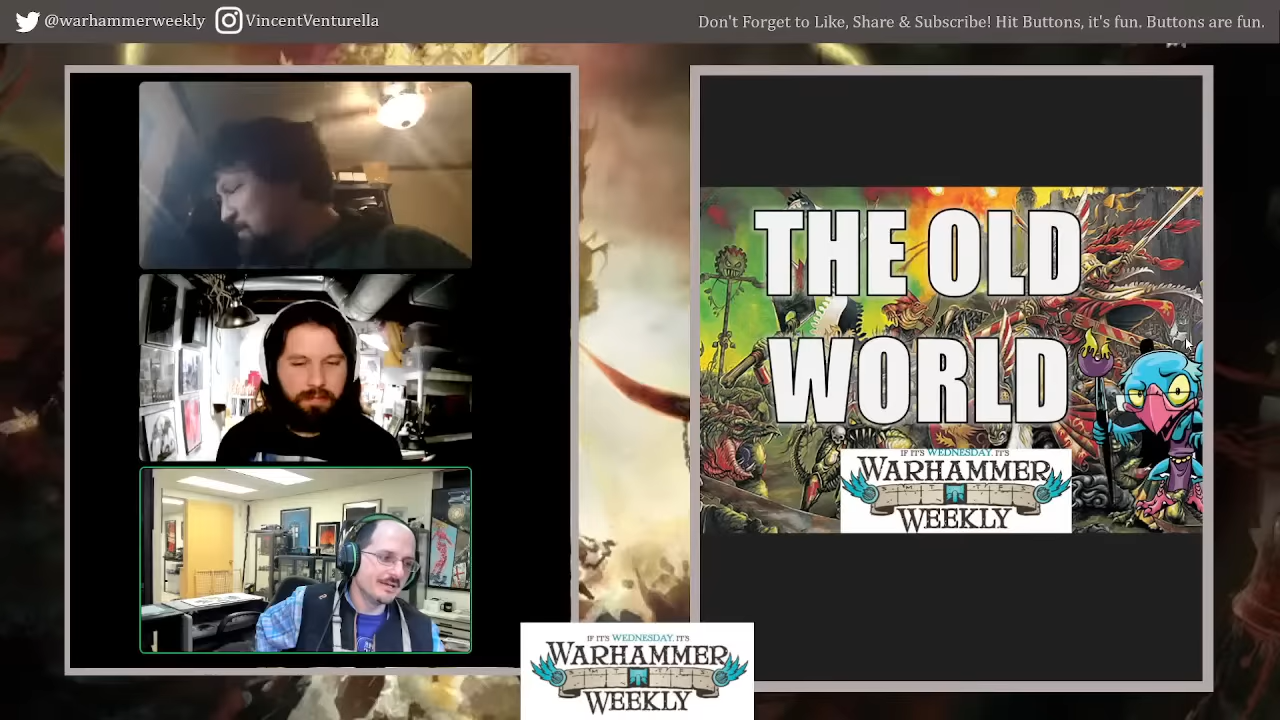 @warhammerweekly VincentVenturella
Don't Forget to Like, Share & Subscribe! Hit Buttons, it's fun. Buttons are fun.
THE OLD
WORLD
IF IT'S WEDNESDAY, IT'S
WARHAMMER
WEEKLY
IF IT'S WEDNESDAY, IT'S
WARHAMMER
WEEKLY